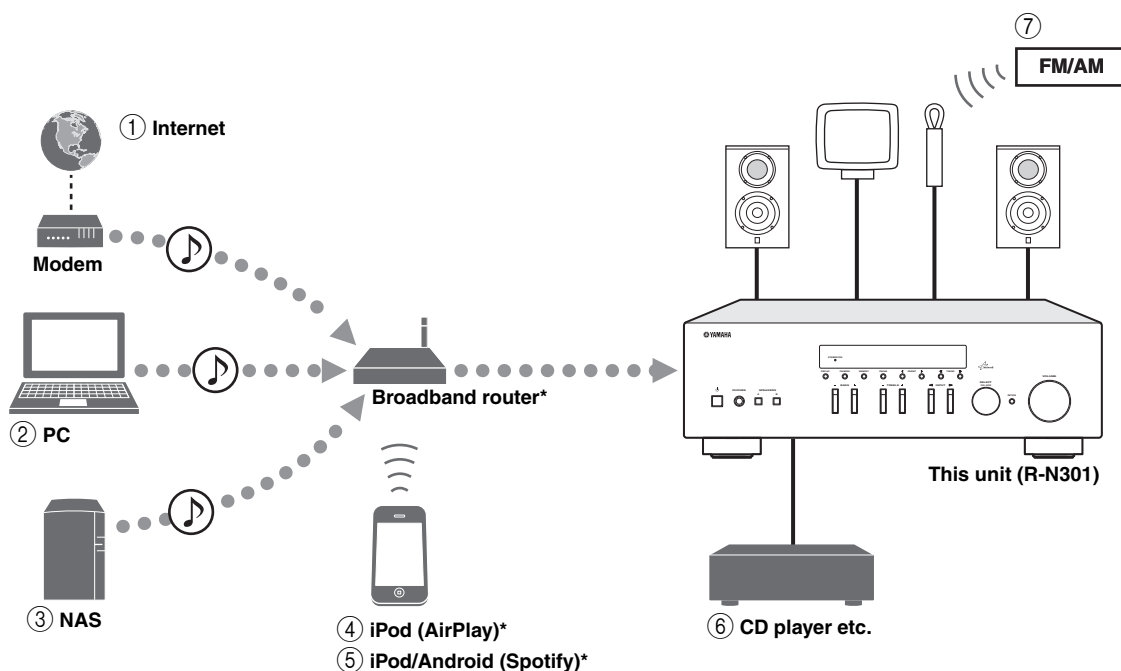 ⑦
FM/AM
① Internet
Modem
YAMAHA
Broadband router*
② PC
This unit (R-N301)
③ NAS
④ iPod (AirPlay)*
⑤ iPod/Android (Spotify)*
⑥ CD player etc.
VOLUME